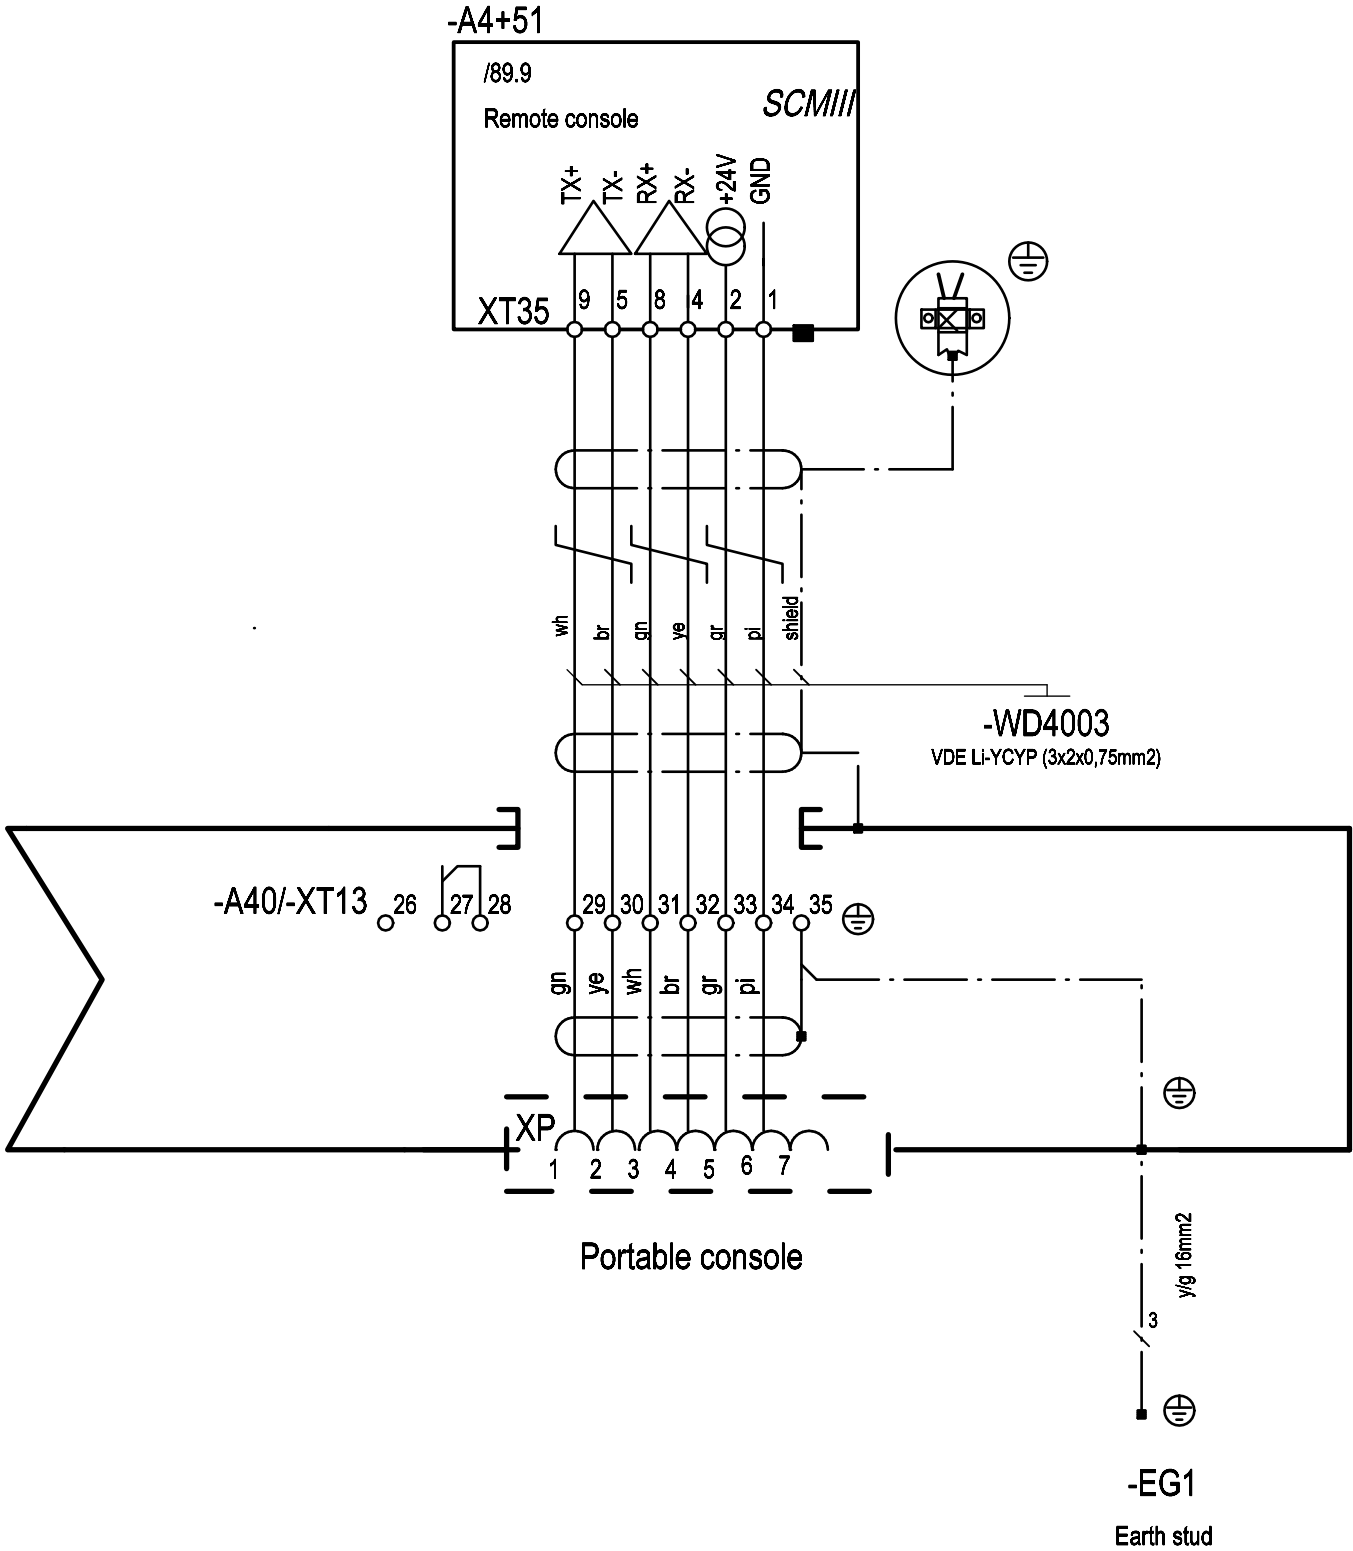 -A4+51
/89.9
SCMIII
Remote console
TX+ TX- RX+ RX- +24V GND
XT35 9 5 8 4 2 1
wh br gn ye gr pi shield
-WD4003
VDE Li-YCYP (3x2x0,75mm2)
-A40/-XT13 26 27 28 29 30 31 32 33 34 35
gn ye wh br gr pi
XP
1 2 3 4 5 6 7
Portable console
y/g 16mm2
3
-EG1
Earth stud